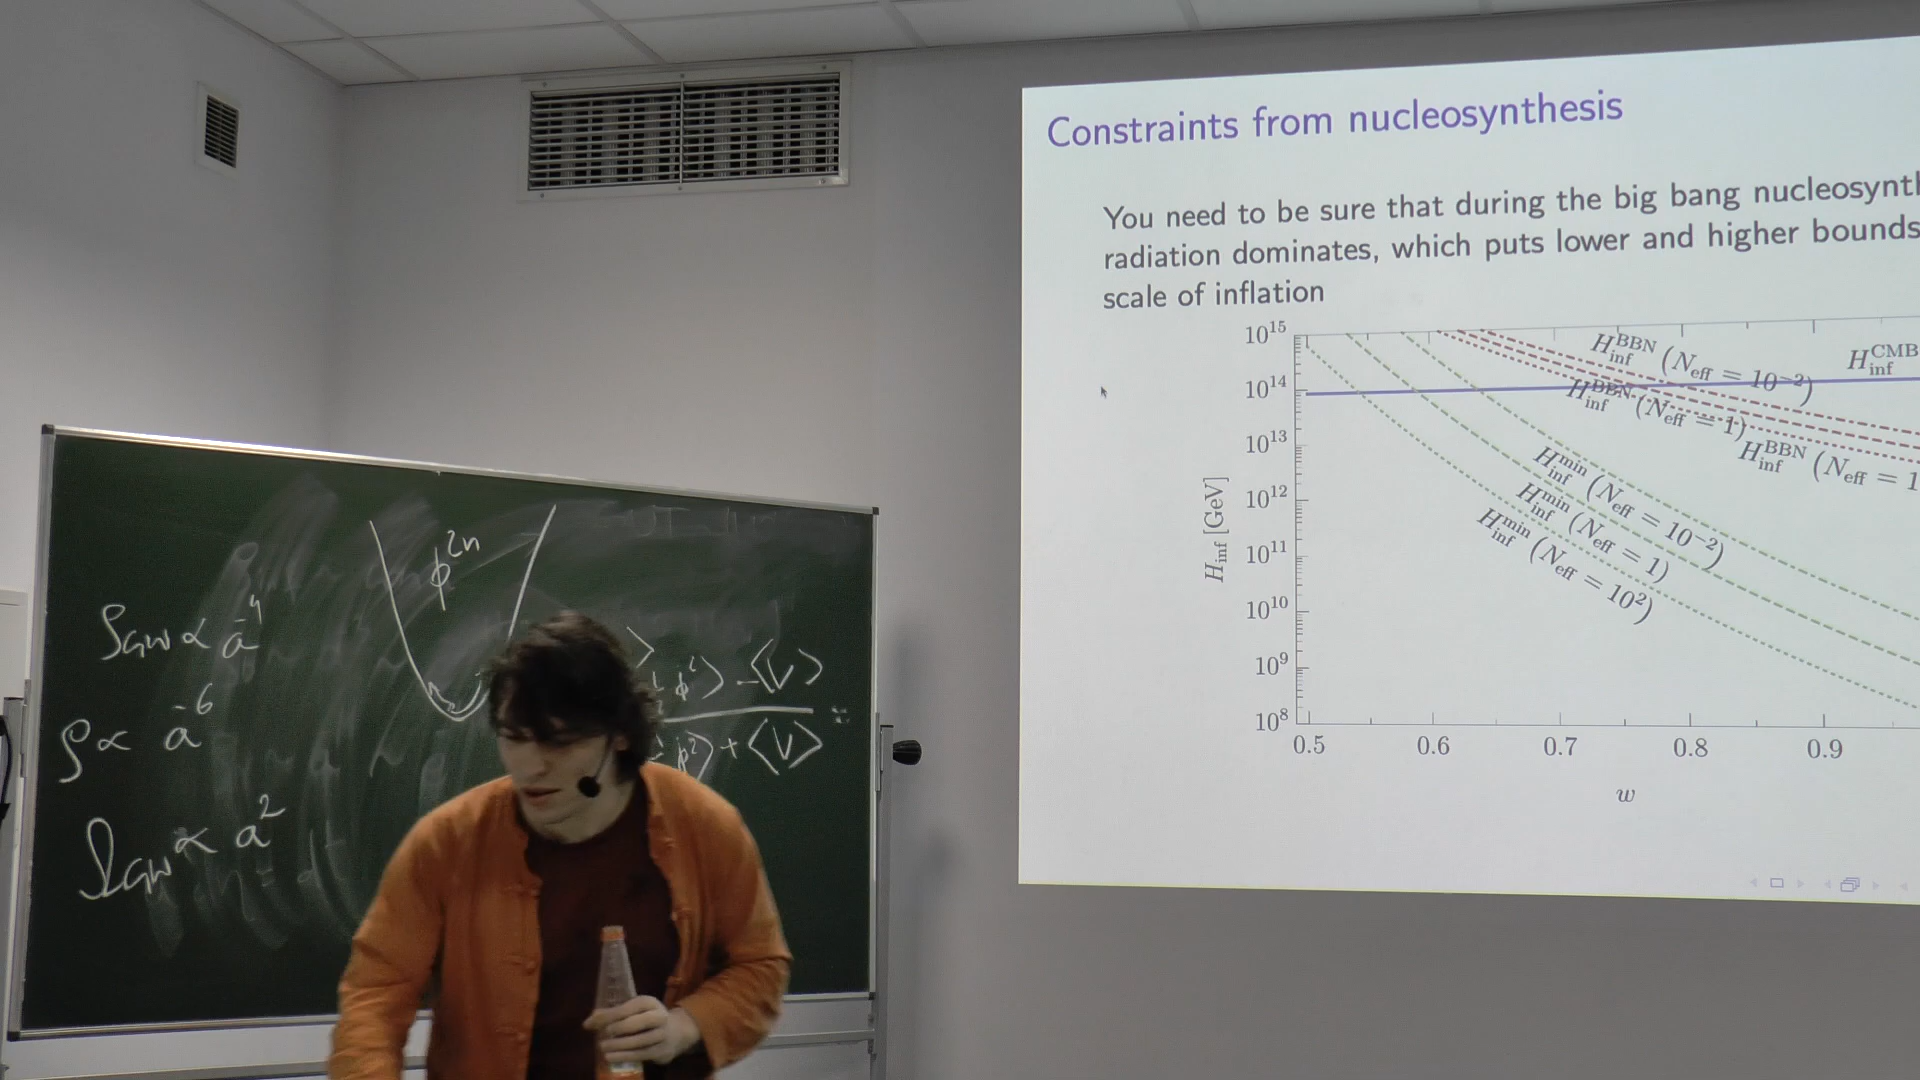 Constraints from nucleosynthesis
You need to be sure that during the big bang
radiation dominates, which puts lower and higher bounds
scale of inflation
10^15
10^14
10^13
10^12
10^11
10^10
10^9
10^8
H_inf [GeV]
H_inf^BBN (N_eff = 10^-2)
H_inf^CMB
H_inf^BBN (N_eff = 1)
H_inf^BBN (N_eff = 1
H_inf^min (N_eff = 10^-2)
H_inf^min (N_eff = 1)
H_inf^min (N_eff = 10^2)
0.5 0.6 0.7 0.8 0.9
w
ϕ^2n
ρ_GW ∝ a^-4
ρ ∝ a^-6
Ω_GW ∝ a^2
ϕ̇^2⟩ - ⟨V⟩
⟩ + ⟨V⟩